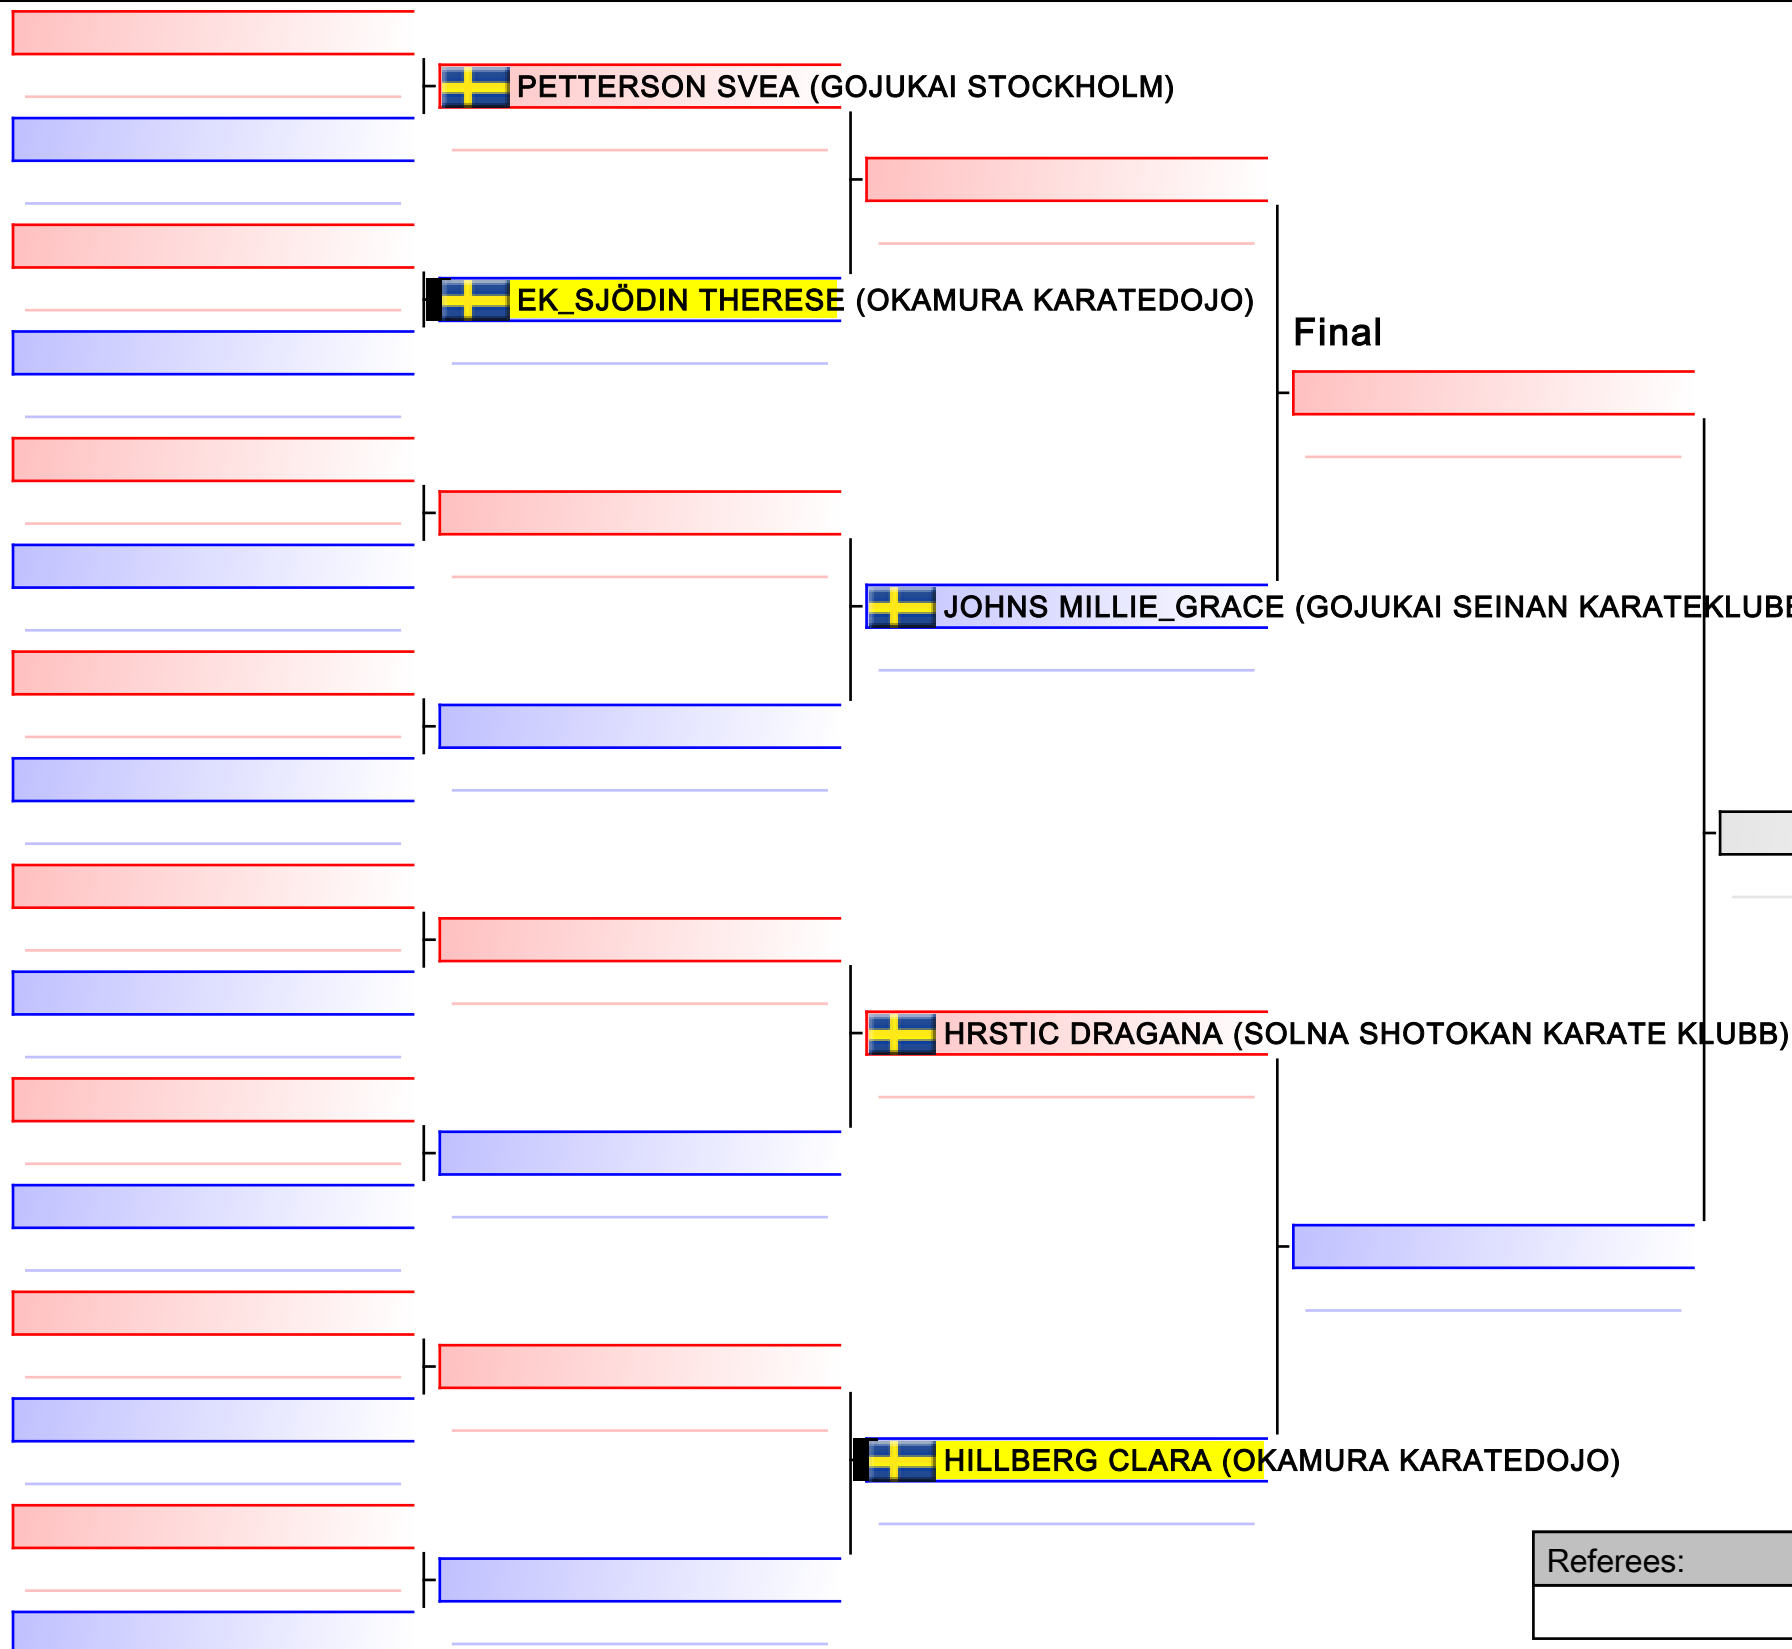 PETTERSON SVEA (GOJUKAI STOCKHOLM)
EK_SJÖDIN THERESE (OKAMURA KARATEDOJO)
Final
JOHNS MILLIE_GRACE (GOJUKAI SEINAN KARATEKLUBB
HRSTIC DRAGANA (SOLNA SHOTOKAN KARATE KLUBB)
HILLBERG CLARA (OKAMURA KARATEDOJO)
Referees: